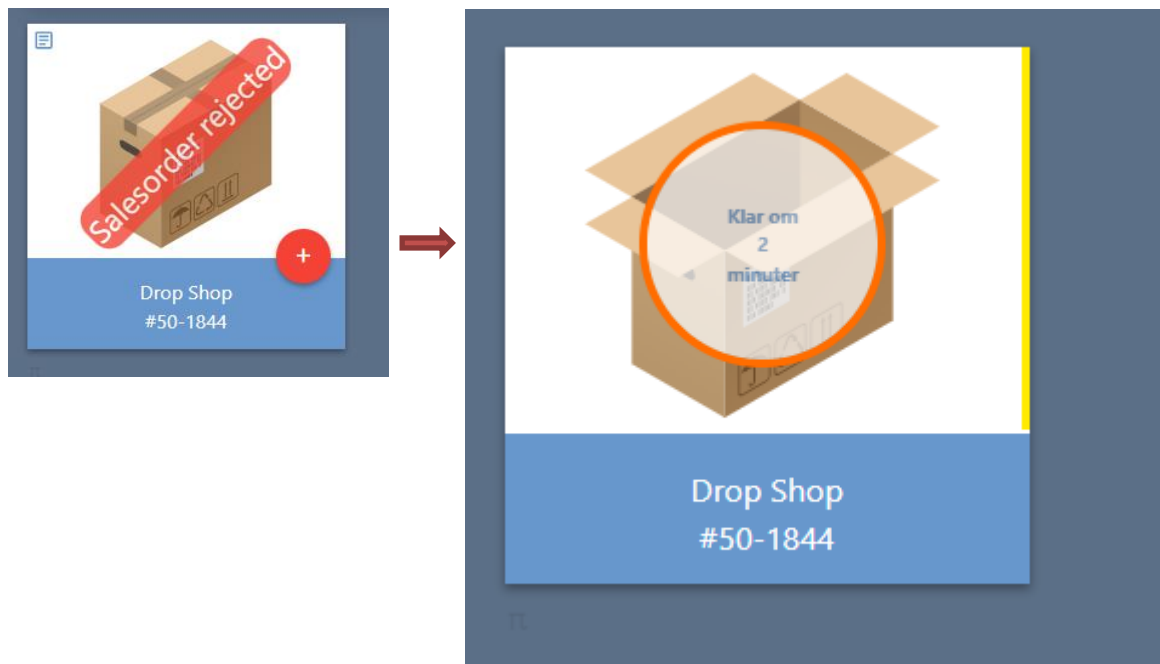 Salesorder rejected
+
Drop Shop
#50-1844
Klar om
2
minuter
Drop Shop
#50-1844
π